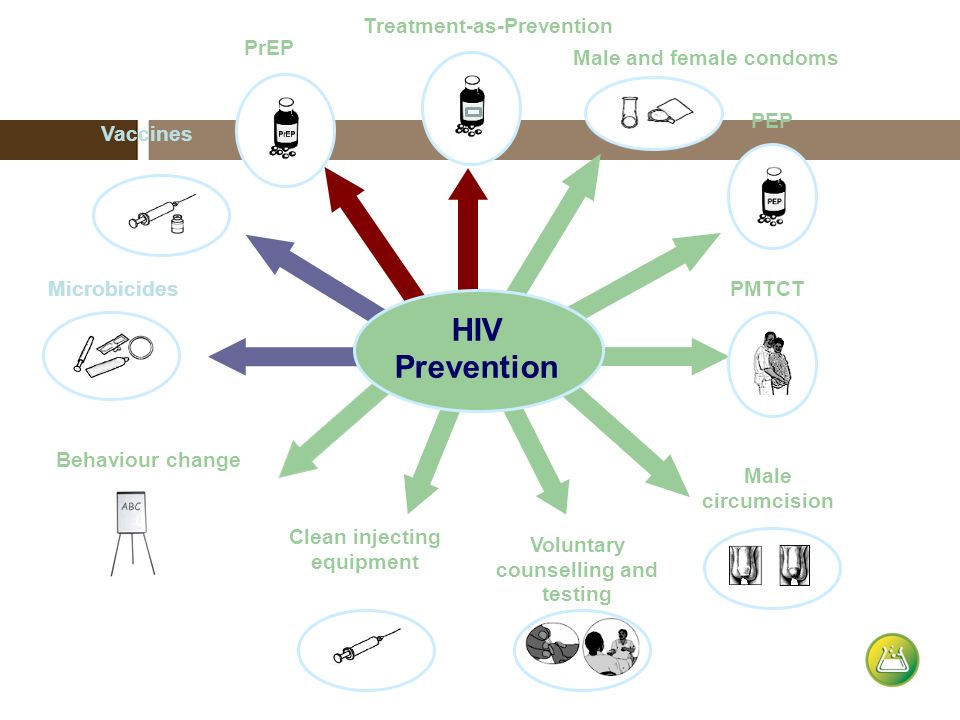 Treatment-as-Prevention
PrEP
Male and female condoms
PEP
Vaccines
PrEP
PEP
Microbicides
PMTCT
HIV
Prevention
Behaviour change
ABC
Male
circumcision
Clean injecting
equipment
Voluntary
counselling and
testing